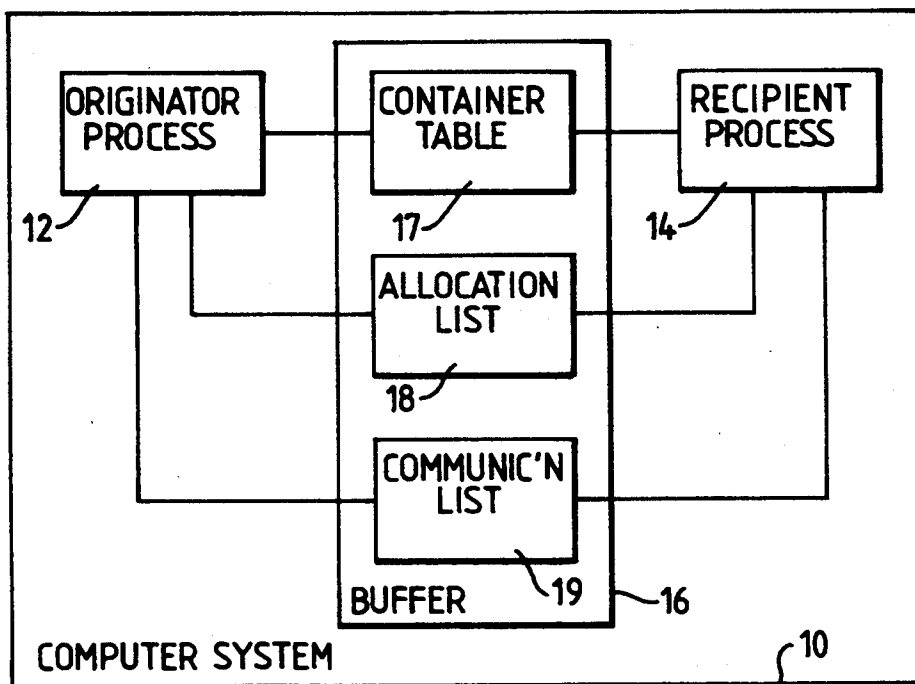 ORIGINATOR
PROCESS
12
CONTAINER
TABLE
17
RECIPIENT
PROCESS
14
ALLOCATION
LIST
18
COMMUNIC'N
LIST
19
BUFFER
16
COMPUTER SYSTEM
10